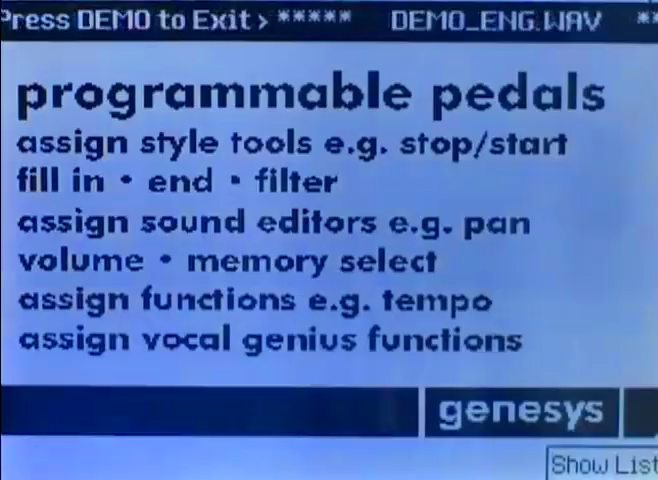 Press DEMO to Exit > ***** DEMO_ENG.WAV **
programmable pedals
assign style tools e.g. stop/start
fill in • end • filter
assign sound editors e.g. pan
volume • memory select
assign functions e.g. tempo
assign vocal genius functions
genesys
Show List